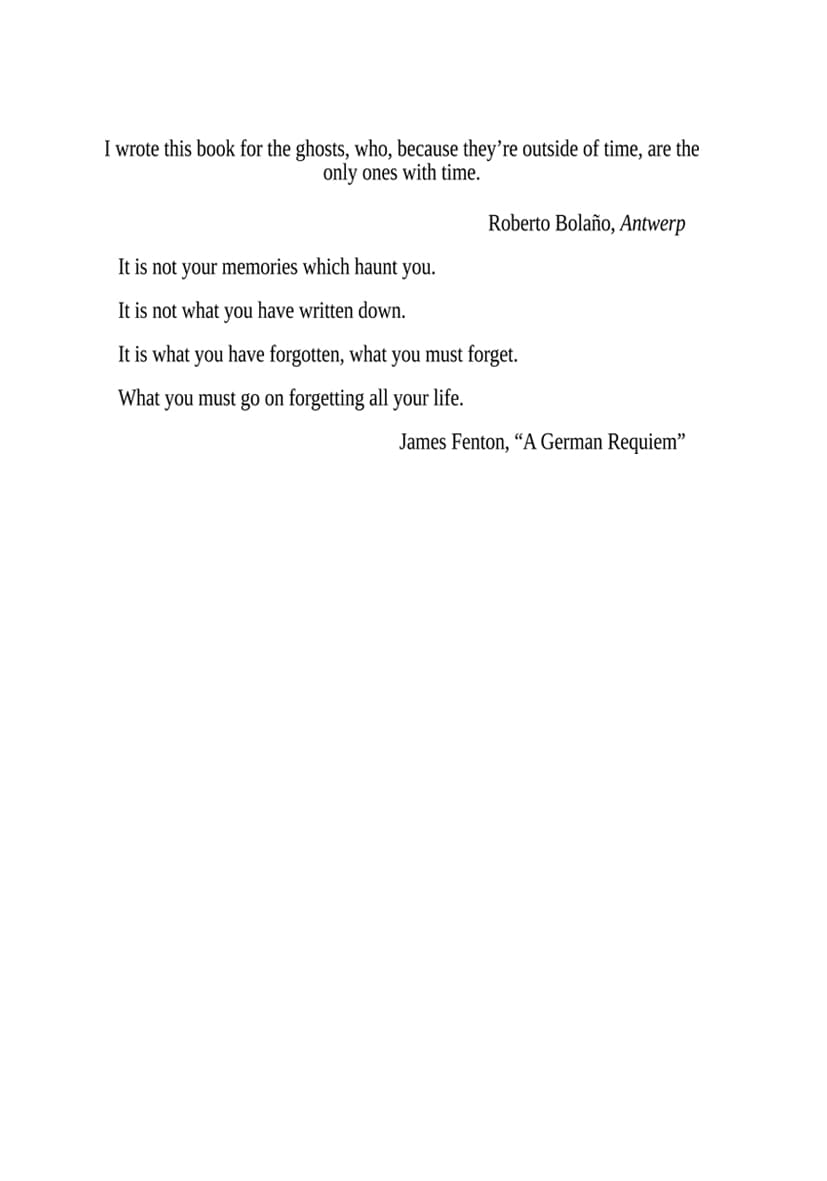 I wrote this book for the ghosts, who, because they’re outside of time, are the
only ones with time.
Roberto Bolaño, Antwerp
It is not your memories which haunt you.
It is not what you have written down.
It is what you have forgotten, what you must forget.
What you must go on forgetting all your life.
James Fenton, “A German Requiem”